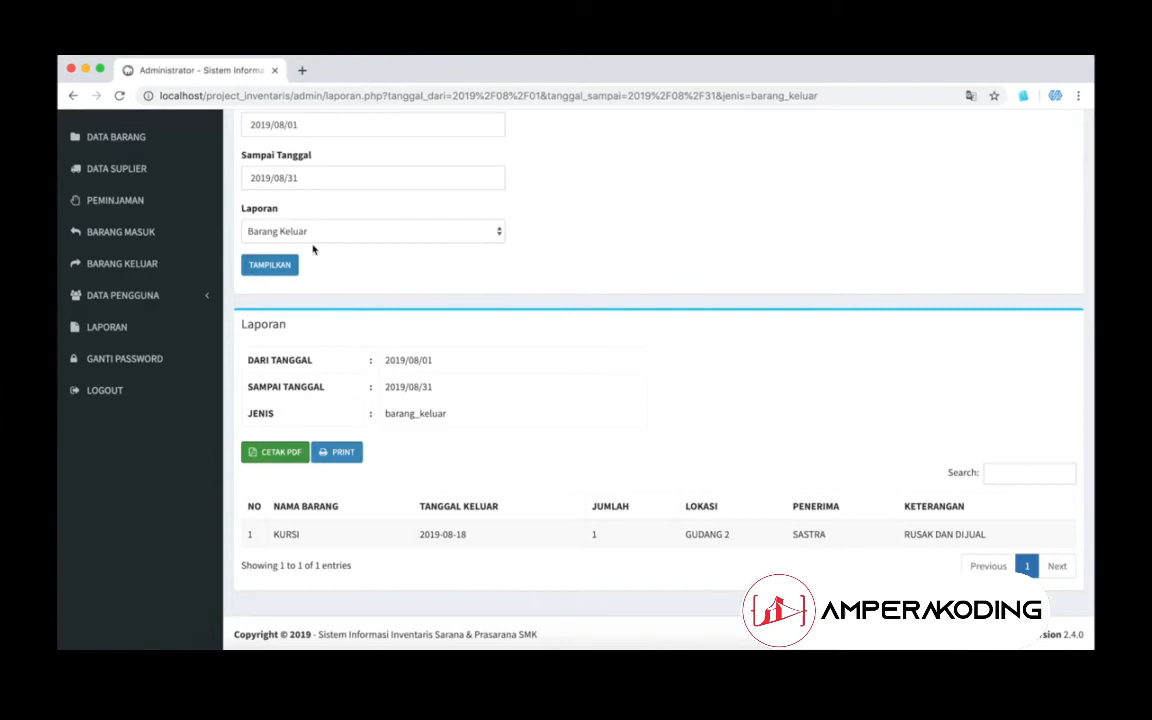 Administrator - Sistem Informa
localhost/project_inventaris/admin/laporan.php?tanggal_dari=2019%2F08%2F01&tanggal_sampai=2019%2F08%2F31&jenis=barang_keluar
DATA BARANG
DATA SUPLIER
PEMINJAMAN
BARANG MASUK
BARANG KELUAR
DATA PENGGUNA
LAPORAN
GANTI PASSWORD
LOGOUT
2019/08/01
Sampai Tanggal
2019/08/31
Laporan
Barang Keluar
TAMPILKAN
Laporan
DARI TANGGAL : 2019/08/01
SAMPAI TANGGAL : 2019/08/31
JENIS : barang_keluar
CETAK PDF PRINT
Search:
NO NAMA BARANG TANGGAL KELUAR JUMLAH LOKASI PENERIMA KETERANGAN
1 KURSI 2019-08-18 1 GUDANG 2 SASTRA RUSAK DAN DIJUAL
Showing 1 to 1 of 1 entries
Previous 1 Next
AMPERAKODING
Copyright © 2019 - Sistem Informasi Inventaris Sarana & Prasarana SMK
2.4.0